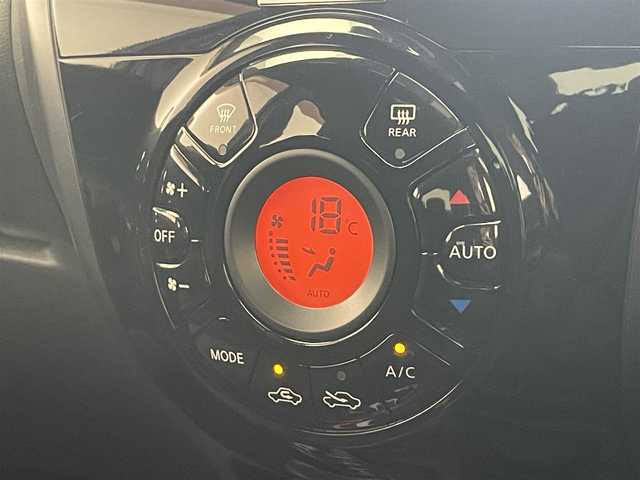 FRONT
REAR
+
18°C
OFF
AUTO
−
AUTO
MODE
A/C